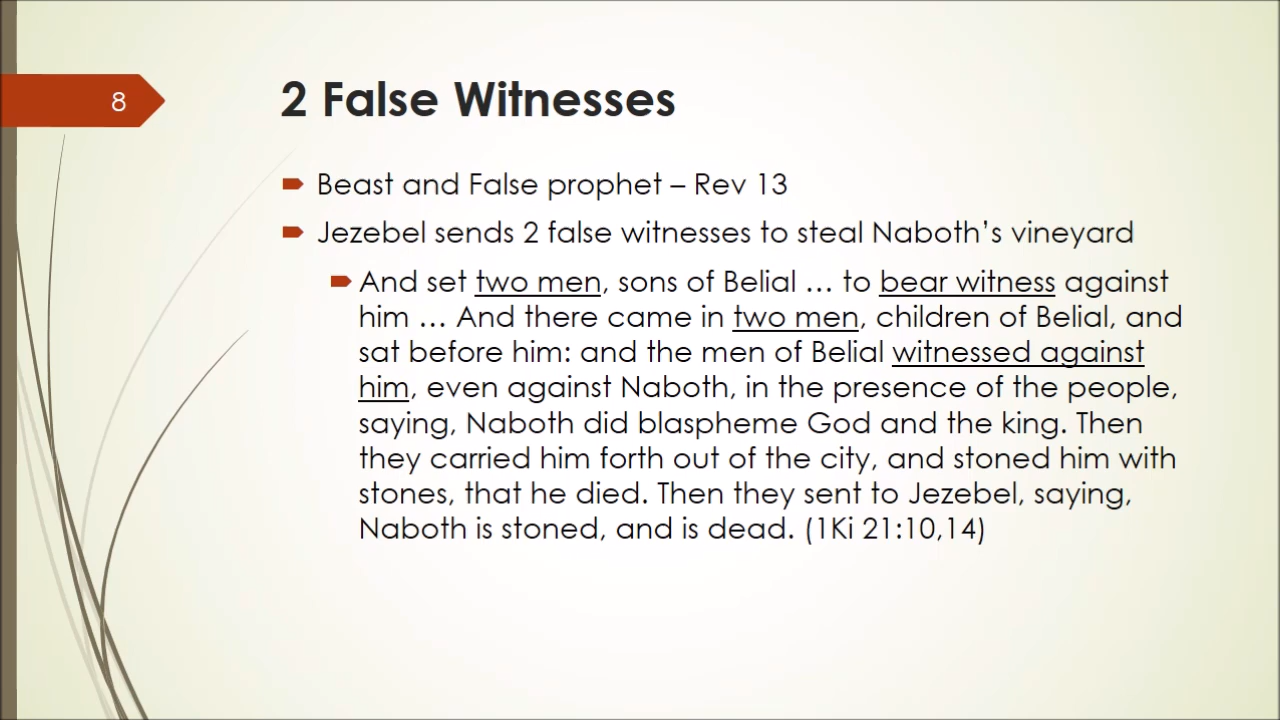 8
2 False Witnesses
Beast and False prophet – Rev 13
Jezebel sends 2 false witnesses to steal Naboth’s vineyard
And set two men, sons of Belial … to bear witness against
him … And there came in two men, children of Belial, and
sat before him: and the men of Belial witnessed against
him, even against Naboth, in the presence of the people,
saying, Naboth did blaspheme God and the king. Then
they carried him forth out of the city, and stoned him with
stones, that he died. Then they sent to Jezebel, saying,
Naboth is stoned, and is dead. (1Ki 21:10,14)